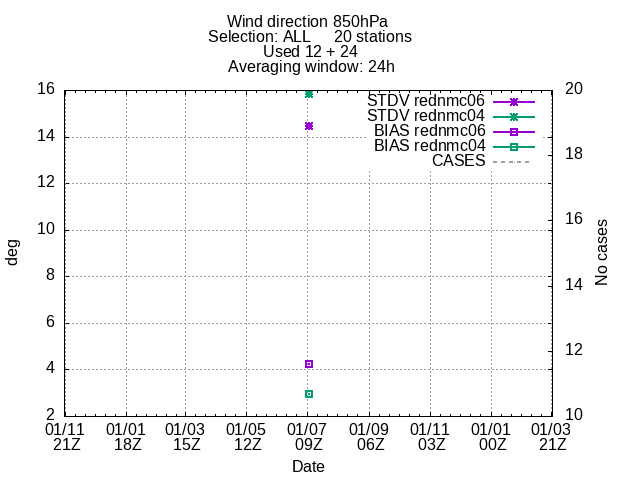 Wind direction 850hPa
Selection: ALL 20 stations
Used 12 + 24
Averaging window: 24h
16 20
STDV rednmc06
STDV rednmc04
BIAS rednmc06
BIAS rednmc04
CASES
14
18
12
16
10
8
14
6
12
4
2 10
deg
No cases
01/11 01/01 01/03 01/05 01/07 01/09 01/11 01/01 01/03
21Z 18Z 15Z 12Z 09Z 06Z 03Z 00Z 21Z
Date